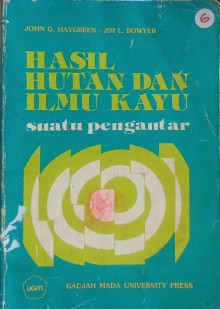 JOHN G. HAYGREEN - JIM L. BOWYER
6
HASIL
HUTAN DAN
ILMU KAYU
suatu pengantar
UGM
GADJAH MADA UNIVERSITY PRESS